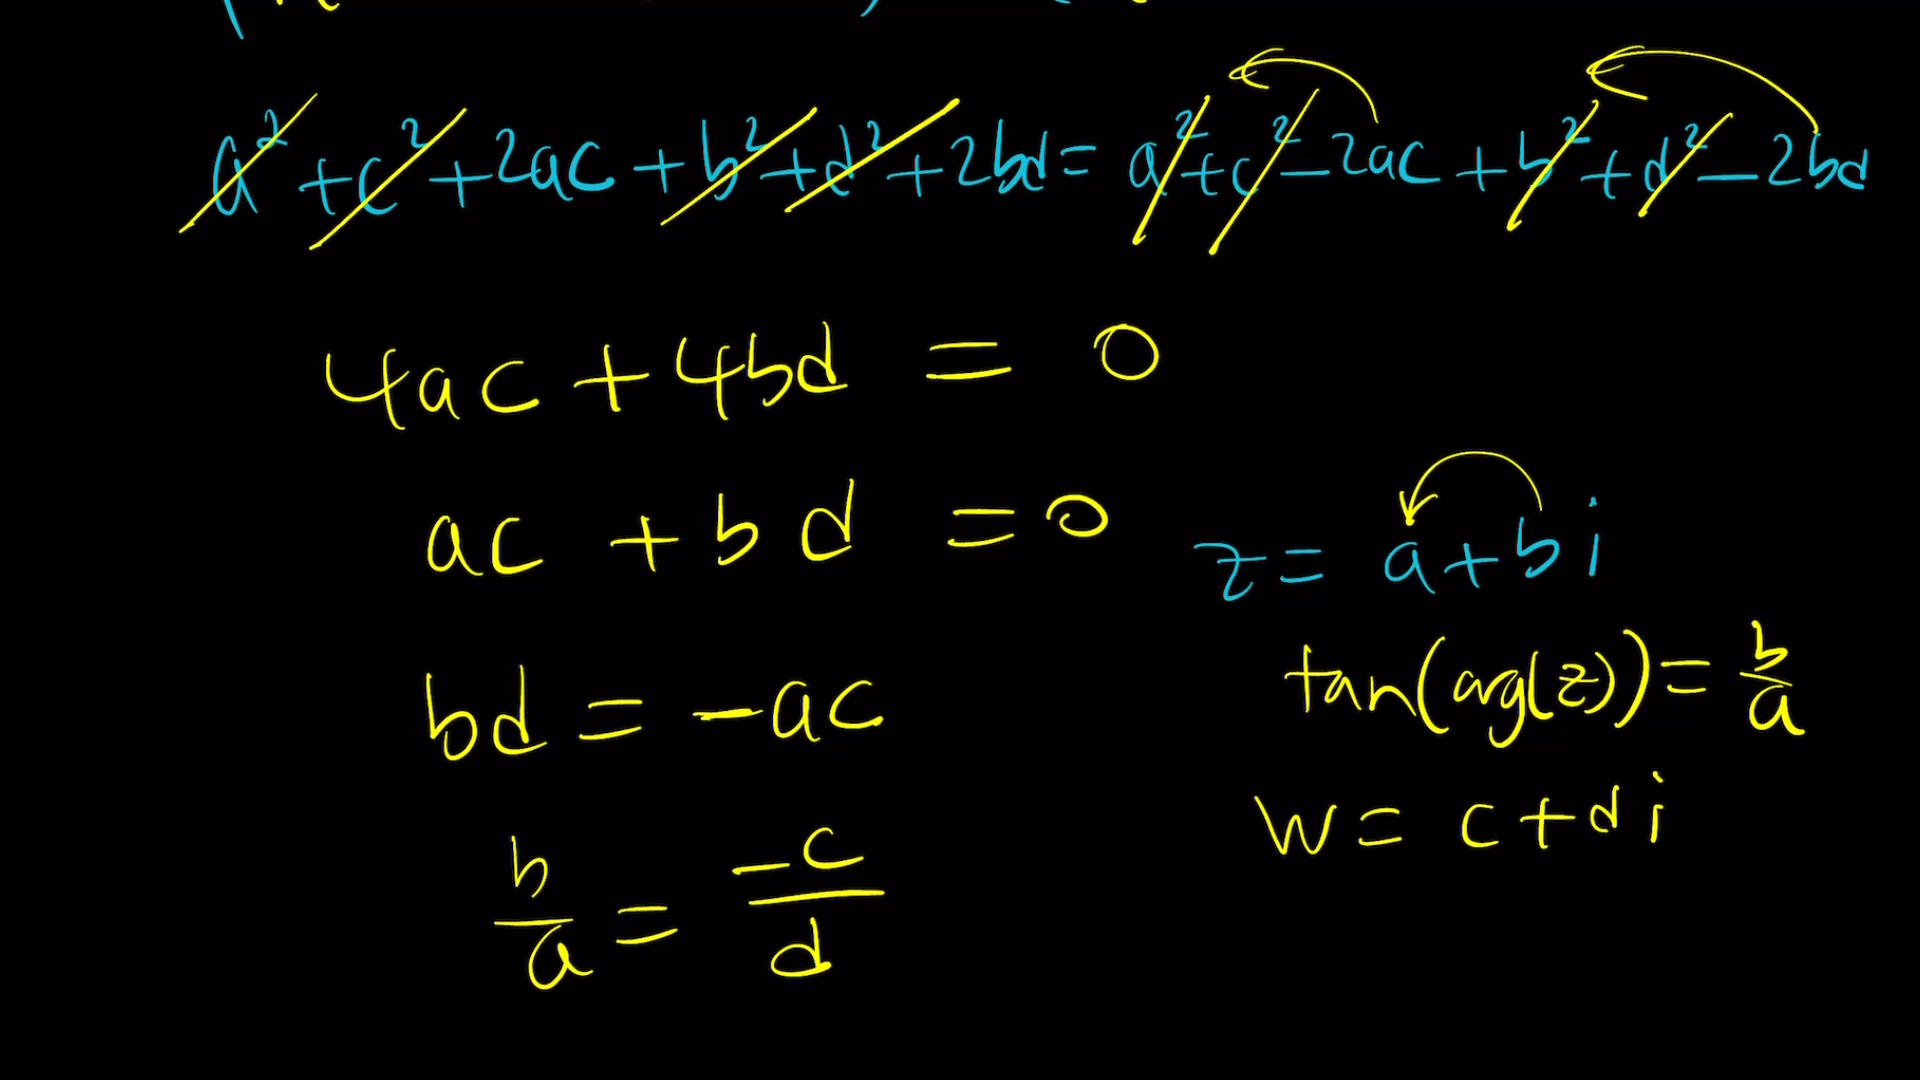 a² + c² + 2ac + b² + d² + 2bd = a² + c² - 2ac + b² + d² - 2bd
4ac + 4bd = 0
ac + bd = 0
z = a + bi
tan(arg(z)) = b/a
bd = -ac
w = c + di
b/a = -c/d